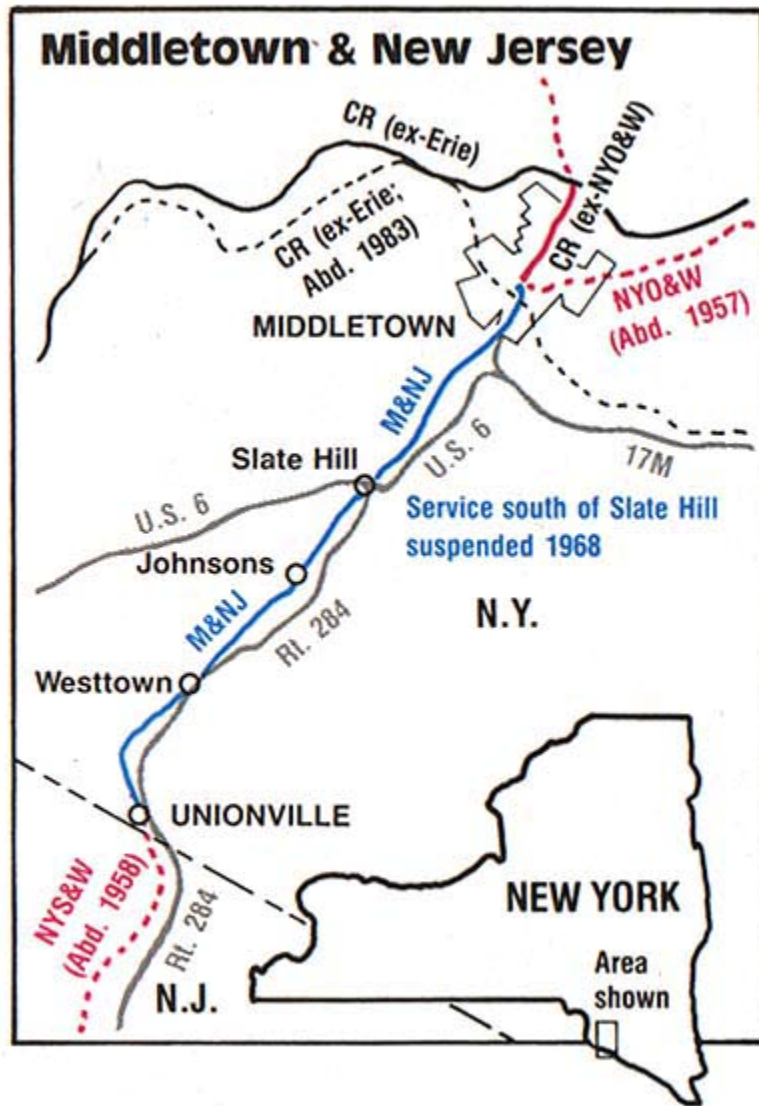 Middletown & New Jersey
CR (ex-Erie)
CR (ex-NYO&W)
CR (ex-Erie;
Abd. 1983)
NYO&W
(Abd. 1957)
MIDDLETOWN
M&NJ
U.S. 6
17M
Slate Hill
U.S. 6
Service south of Slate Hill
suspended 1968
Johnsons
M&NJ
Rt. 284
N.Y.
Westtown
UNIONVILLE
NYS&W
(Abd. 1958)
Rt. 284
N.J.
NEW YORK
Area
shown